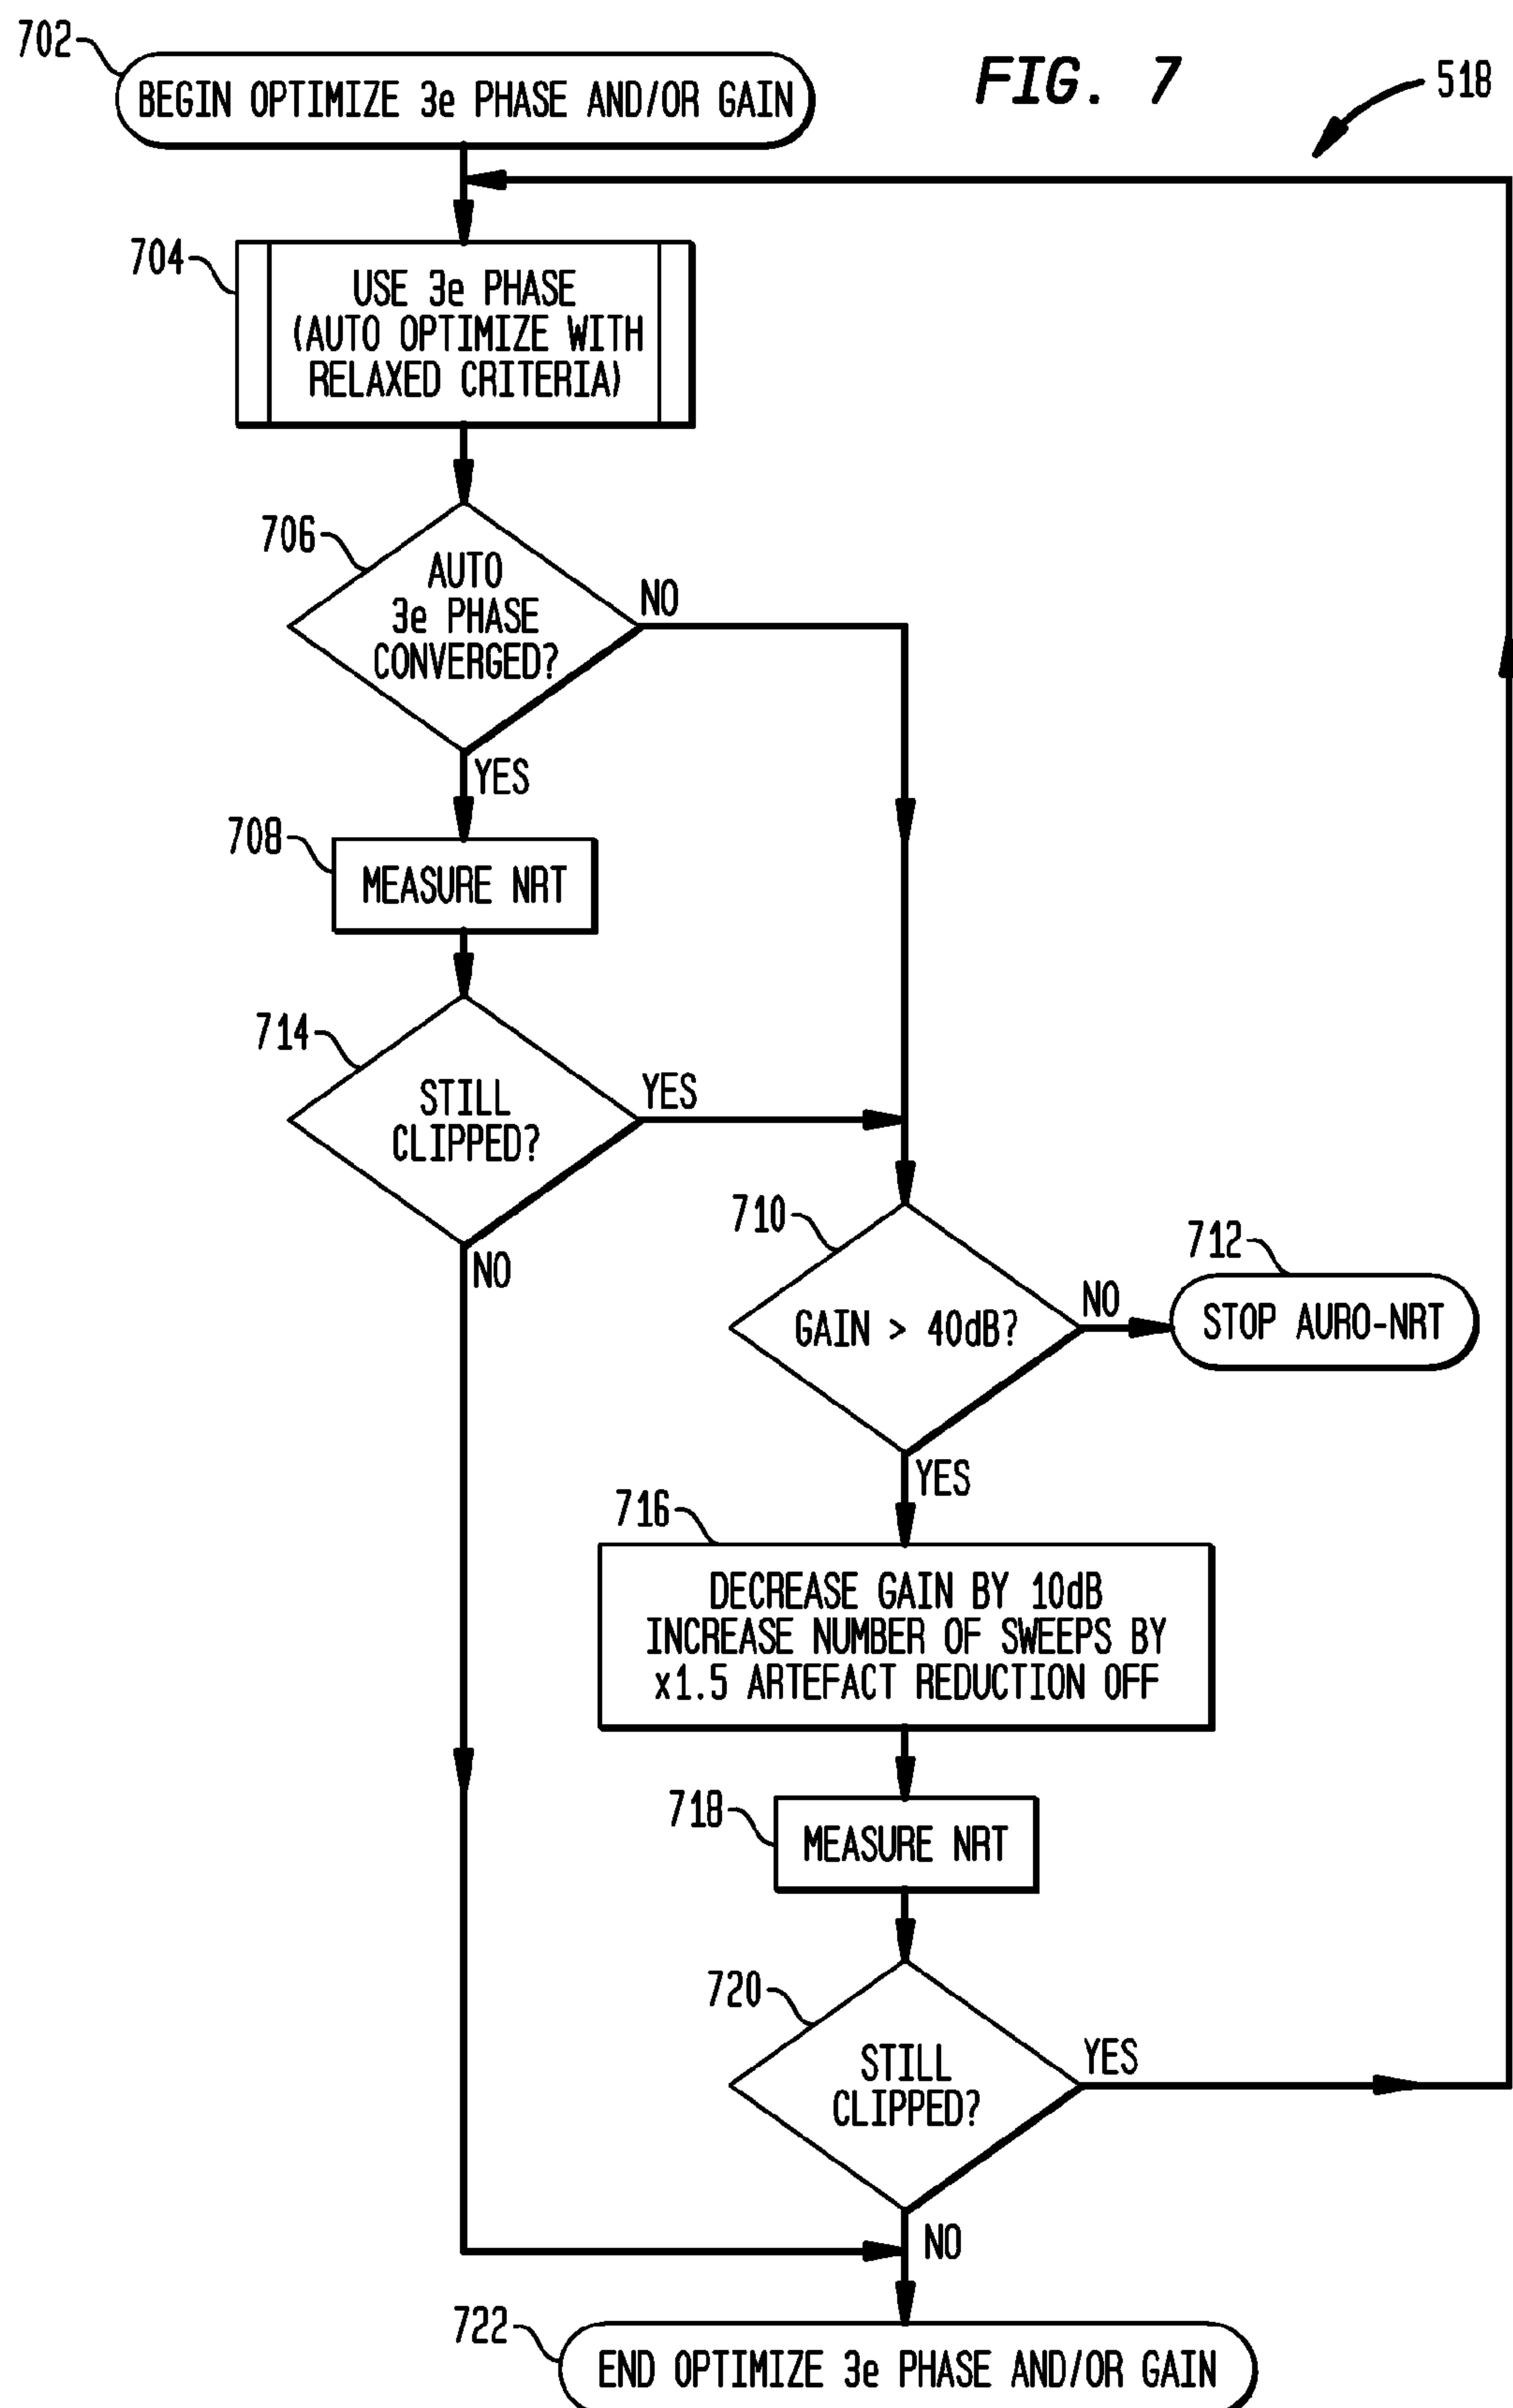 702
BEGIN OPTIMIZE 3e PHASE AND/OR GAIN
FIG. 7
518
704
USE 3e PHASE
(AUTO OPTIMIZE WITH
RELAXED CRITERIA)
706
AUTO
3e PHASE
CONVERGED?
NO
YES
708
MEASURE NRT
714
STILL
CLIPPED?
YES
NO
710
GAIN > 40dB?
NO
712
STOP AURO-NRT
YES
716
DECREASE GAIN BY 10dB
INCREASE NUMBER OF SWEEPS BY
x1.5 ARTEFACT REDUCTION OFF
718
MEASURE NRT
720
STILL
CLIPPED?
YES
NO
722
END OPTIMIZE 3e PHASE AND/OR GAIN